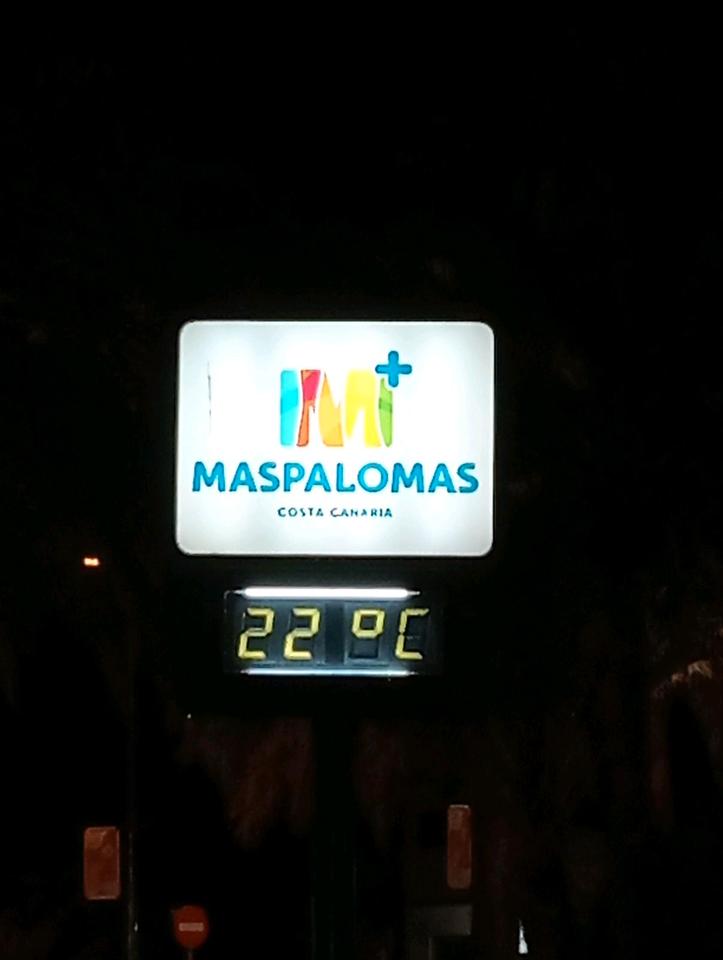 M+
MASPALOMAS
COSTA CANARIA
22 ºC